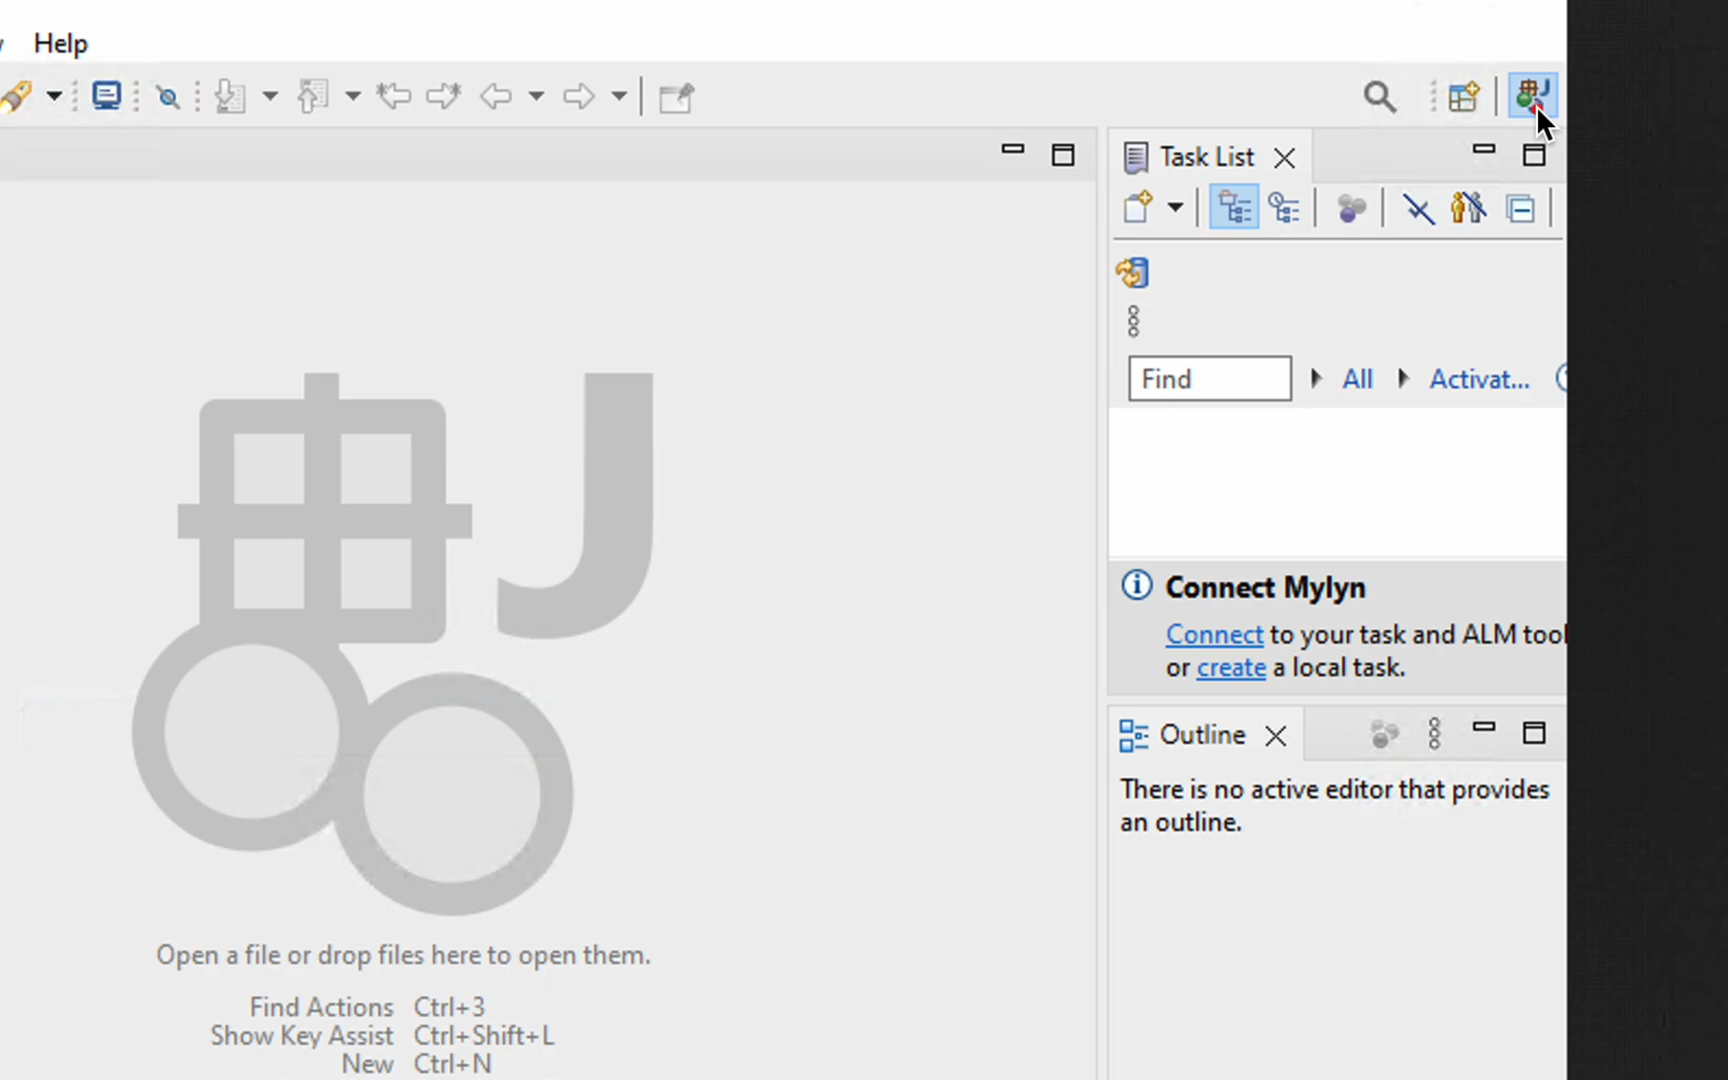 Help
Task List
Find
All
Activat...
Connect Mylyn
Connect to your task and ALM tool
or create a local task.
Outline
There is no active editor that provides
an outline.
J
Open a file or drop files here to open them.
Find Actions Ctrl+3
Show Key Assist Ctrl+Shift+L
New Ctrl+N